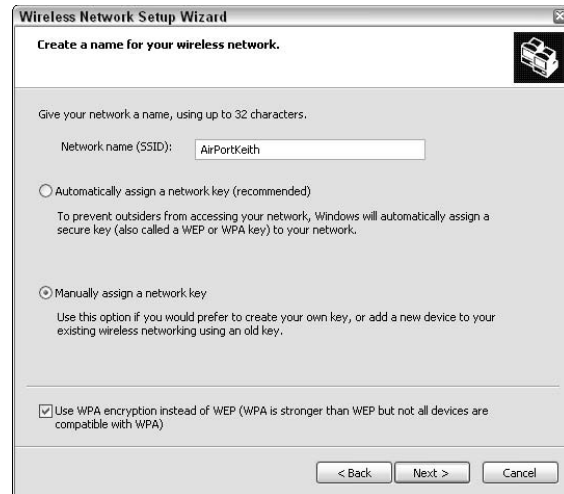 Wireless Network Setup Wizard
Create a name for your wireless network.
Give your network a name, using up to 32 characters.
Network name (SSID): AirPortKeith
Automatically assign a network key (recommended)
To prevent outsiders from accessing your network, Windows will automatically assign a
secure key (also called a WEP or WPA key) to your network.
Manually assign a network key
Use this option if you would prefer to create your own key, or add a new device to your
existing wireless networking using an old key.
Use WPA encryption instead of WEP (WPA is stronger than WEP but not all devices are
compatible with WPA)
< Back Next > Cancel